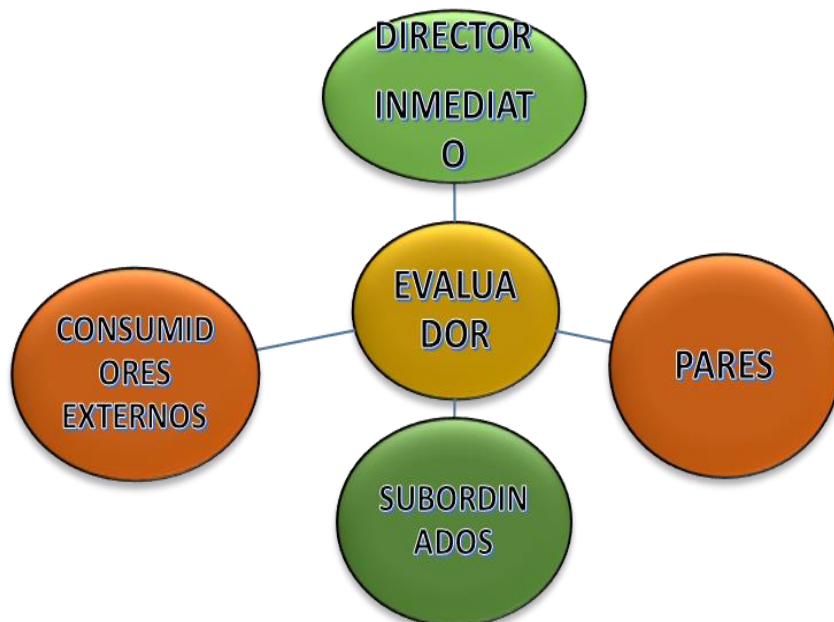 DIRECTOR
INMEDIAT
O
EVALUA
DOR
CONSUMID
ORES
EXTERNOS
PARES
SUBORDIN
ADOS